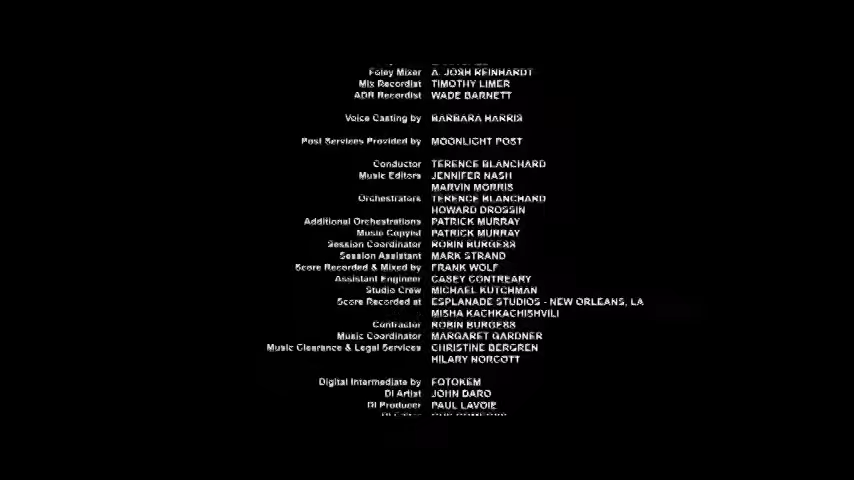 Foley Mixer A. JOSH REINHARDT
Mix Recordist TIMOTHY LIMER
ADR Recordist WADE BARNETT
Voice Casting by BARBARA HARRIS
Post Services Provided by MOONLIGHT POST
Conductor TERENCE BLANCHARD
Music Editors JENNIFER NASH
MARVIN MORRIS
Orchestrators TERENCE BLANCHARD
HOWARD DROSSIN
Additional Orchestrations PATRICK MURRAY
Music Copyist PATRICK MURRAY
Session Coordinator ROBIN BURGESS
Session Assistant MARK STRAND
Score Recorded & Mixed by FRANK WOLF
Assistant Engineer CASEY CONTREARY
Studio Crew MICHAEL KUTCHMAN
Score Recorded at ESPLANADE STUDIOS - NEW ORLEANS, LA
MISHA KACHKACHISHVILI
Contractor ROBIN BURGESS
Music Coordinator MARGARET GARDNER
Music Clearance & Legal Services CHRISTINE BERGREN
HILARY NORCOTT
Digital Intermediate by FOTOKEM
DI Artist JOHN DARO
DI Producer PAUL LAVOIE